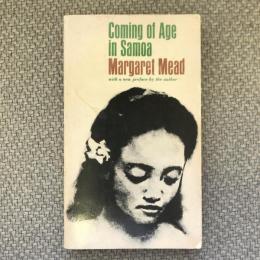 Coming of Age
in Samoa
Margaret Mead
with a new preface by the author